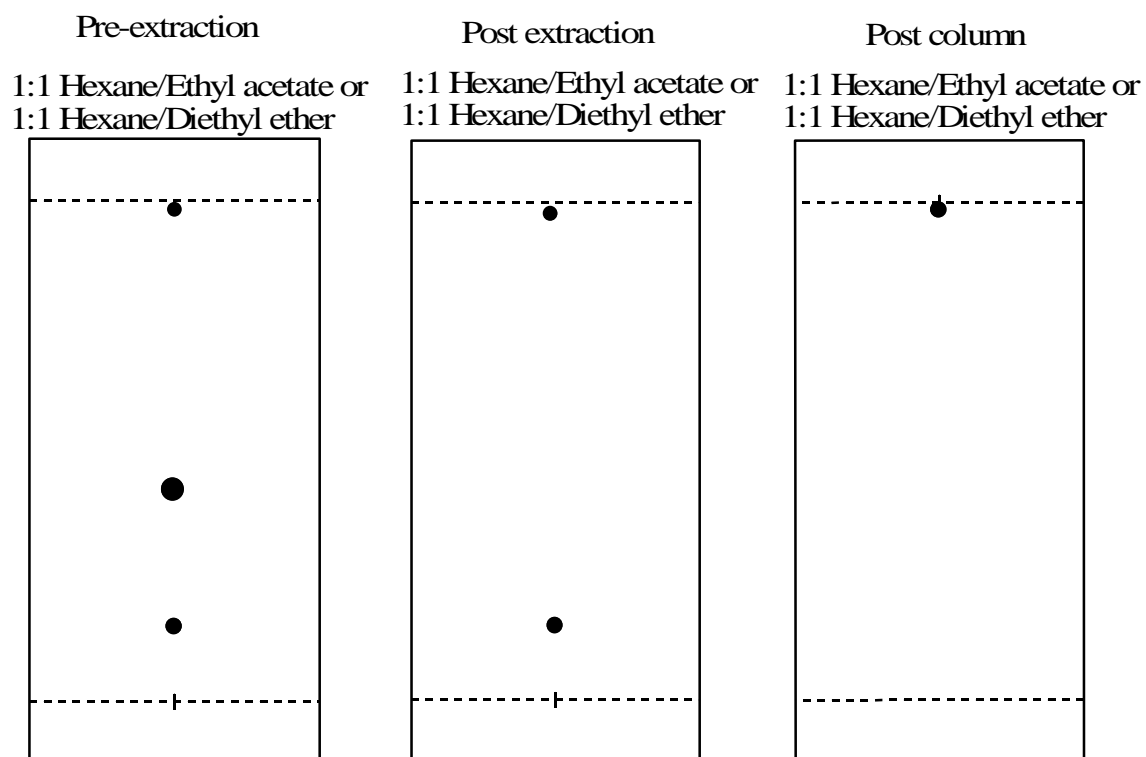 Pre-extraction
1:1 Hexane/Ethyl acetate or
1:1 Hexane/Diethyl ether
Post extraction
1:1 Hexane/Ethyl acetate or
1:1 Hexane/Diethyl ether
Post column
1:1 Hexane/Ethyl acetate or
1:1 Hexane/Diethyl ether